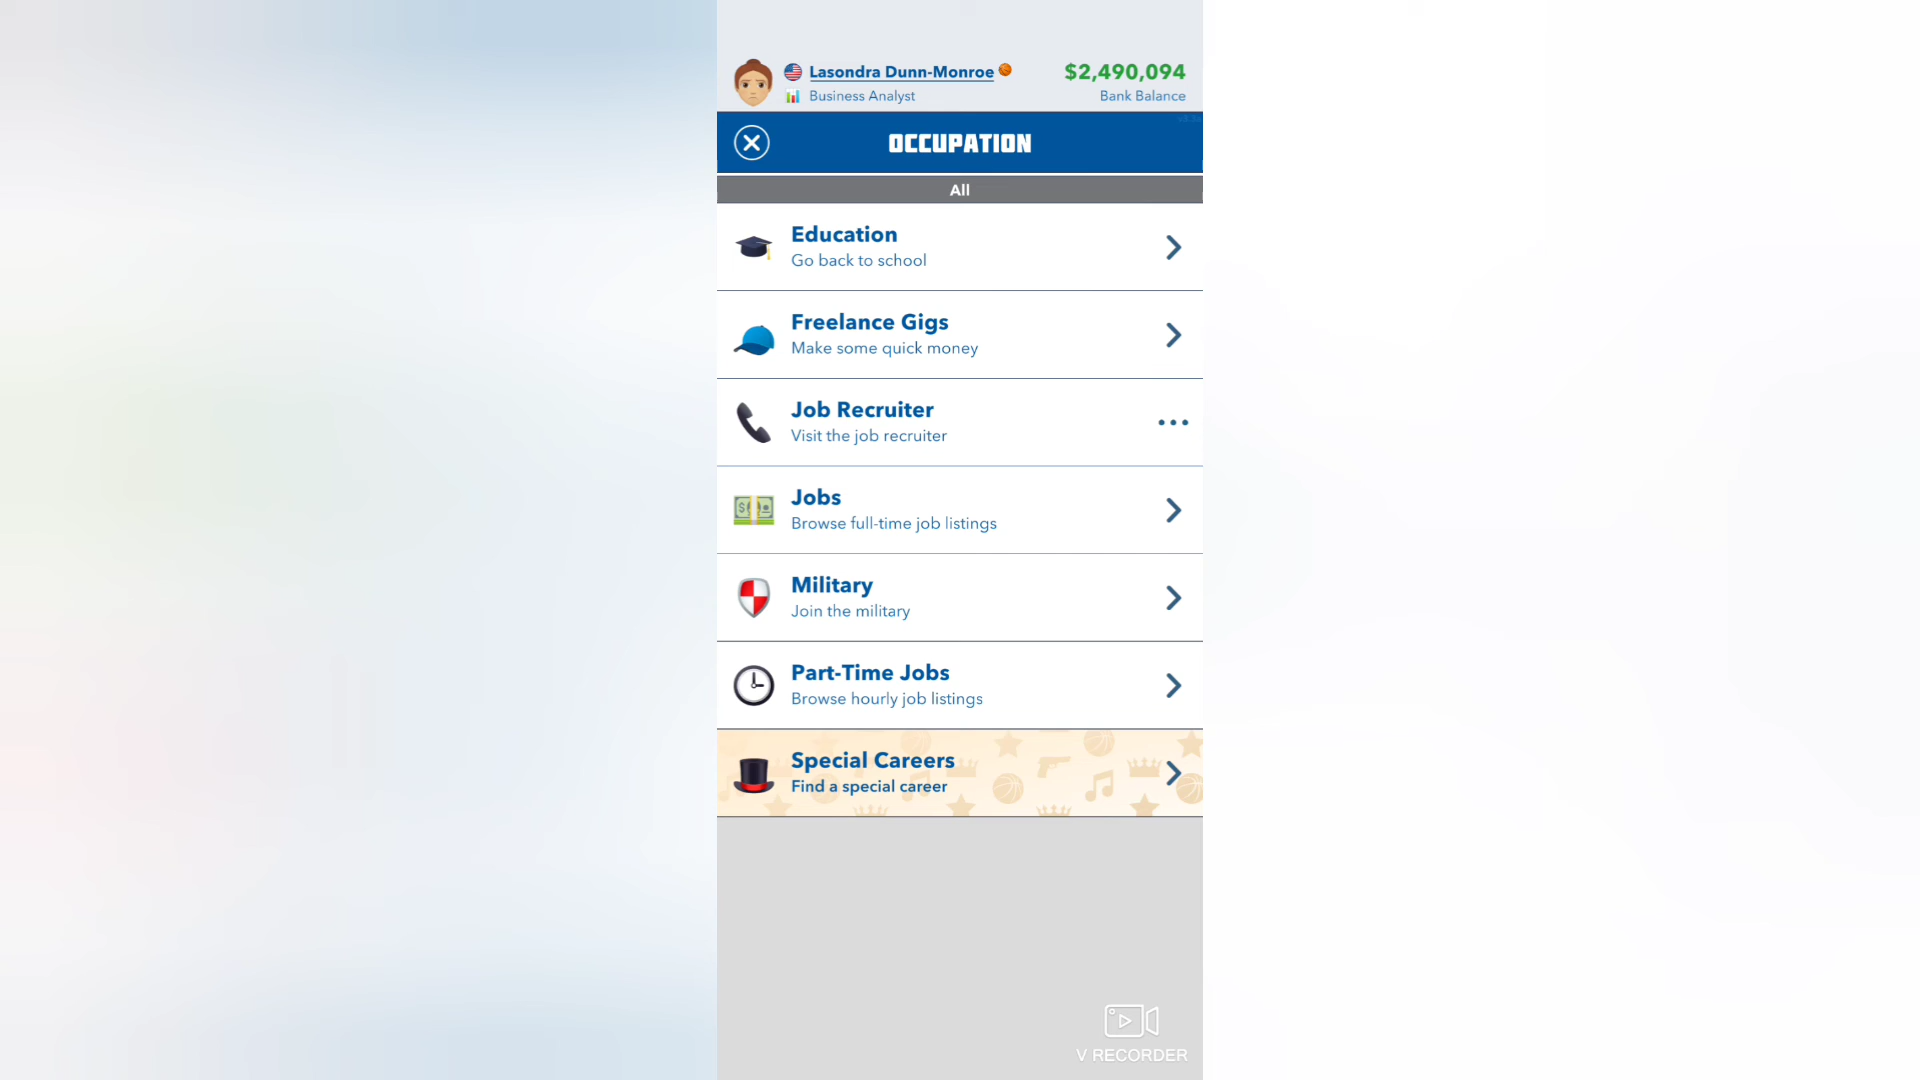 Lasondra Dunn-Monroe
$2,490,094
Business Analyst
Bank Balance
OCCUPATION
All
Education
Go back to school
Freelance Gigs
Make some quick money
Job Recruiter
Visit the job recruiter
Jobs
Browse full-time job listings
Military
Join the military
Part-Time Jobs
Browse hourly job listings
Special Careers
Find a special career
V RECORDER